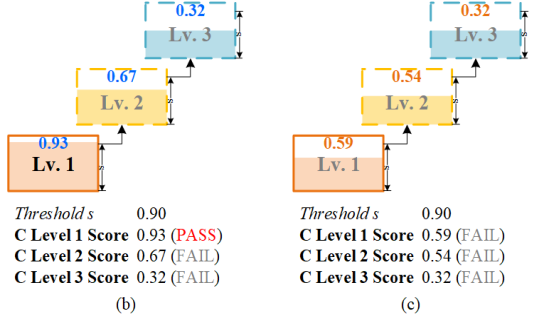 0.32
Lv. 3
s
0.67
Lv. 2
s
0.93
Lv. 1
s
Threshold s 0.90
C Level 1 Score 0.93 (PASS)
C Level 2 Score 0.67 (FAIL)
C Level 3 Score 0.32 (FAIL)
(b)
0.32
Lv. 3
s
0.54
Lv. 2
s
0.59
Lv. 1
s
Threshold s 0.90
C Level 1 Score 0.59 (FAIL)
C Level 2 Score 0.54 (FAIL)
C Level 3 Score 0.32 (FAIL)
(c)